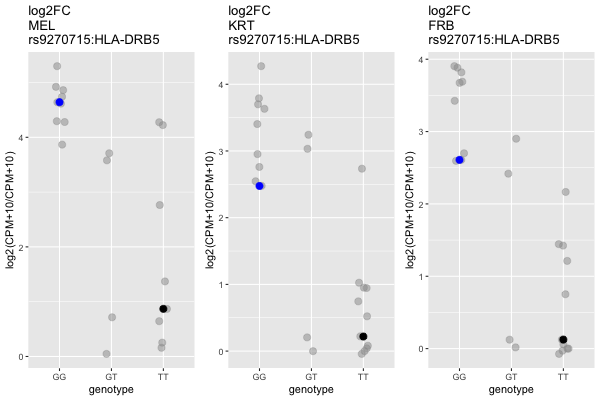 log2FC
MEL
rs9270715:HLA-DRB5
log2(CPM+10/CPM+10)
4
2
0
GG
GT
TT
genotype
log2FC
KRT
rs9270715:HLA-DRB5
log2(CPM+10/CPM+10)
4
3
2
1
0
GG
GT
TT
genotype
log2FC
FRB
rs9270715:HLA-DRB5
log2(CPM+10/CPM+10)
4
3
2
1
0
GG
GT
TT
genotype